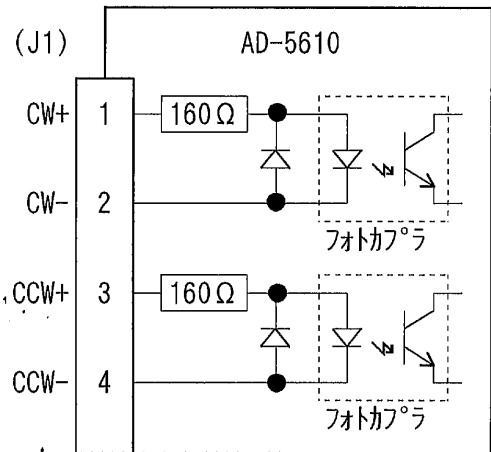 (J1) AD-5610
CW+ 1 160Ω
CW- 2
ﾌｫﾄｶﾌﾟﾗ
CCW+ 3 160Ω
CCW- 4
ﾌｫﾄｶﾌﾟﾗ